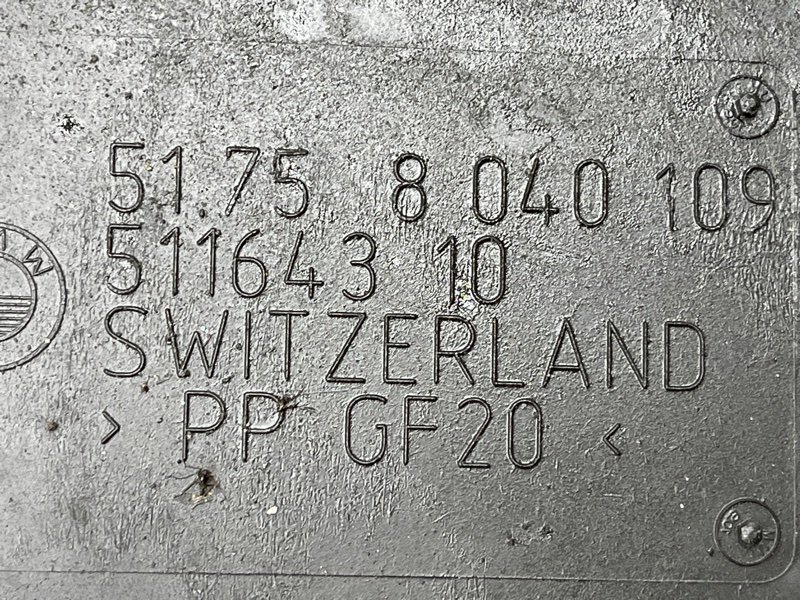 51 75 8 040 109
511643 10
SWITZERLAND
> PP GF20 <